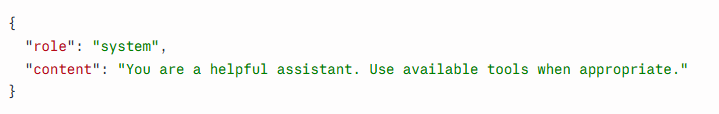 {
  "role": "system",
  "content": "You are a helpful assistant. Use available tools when appropriate."
}